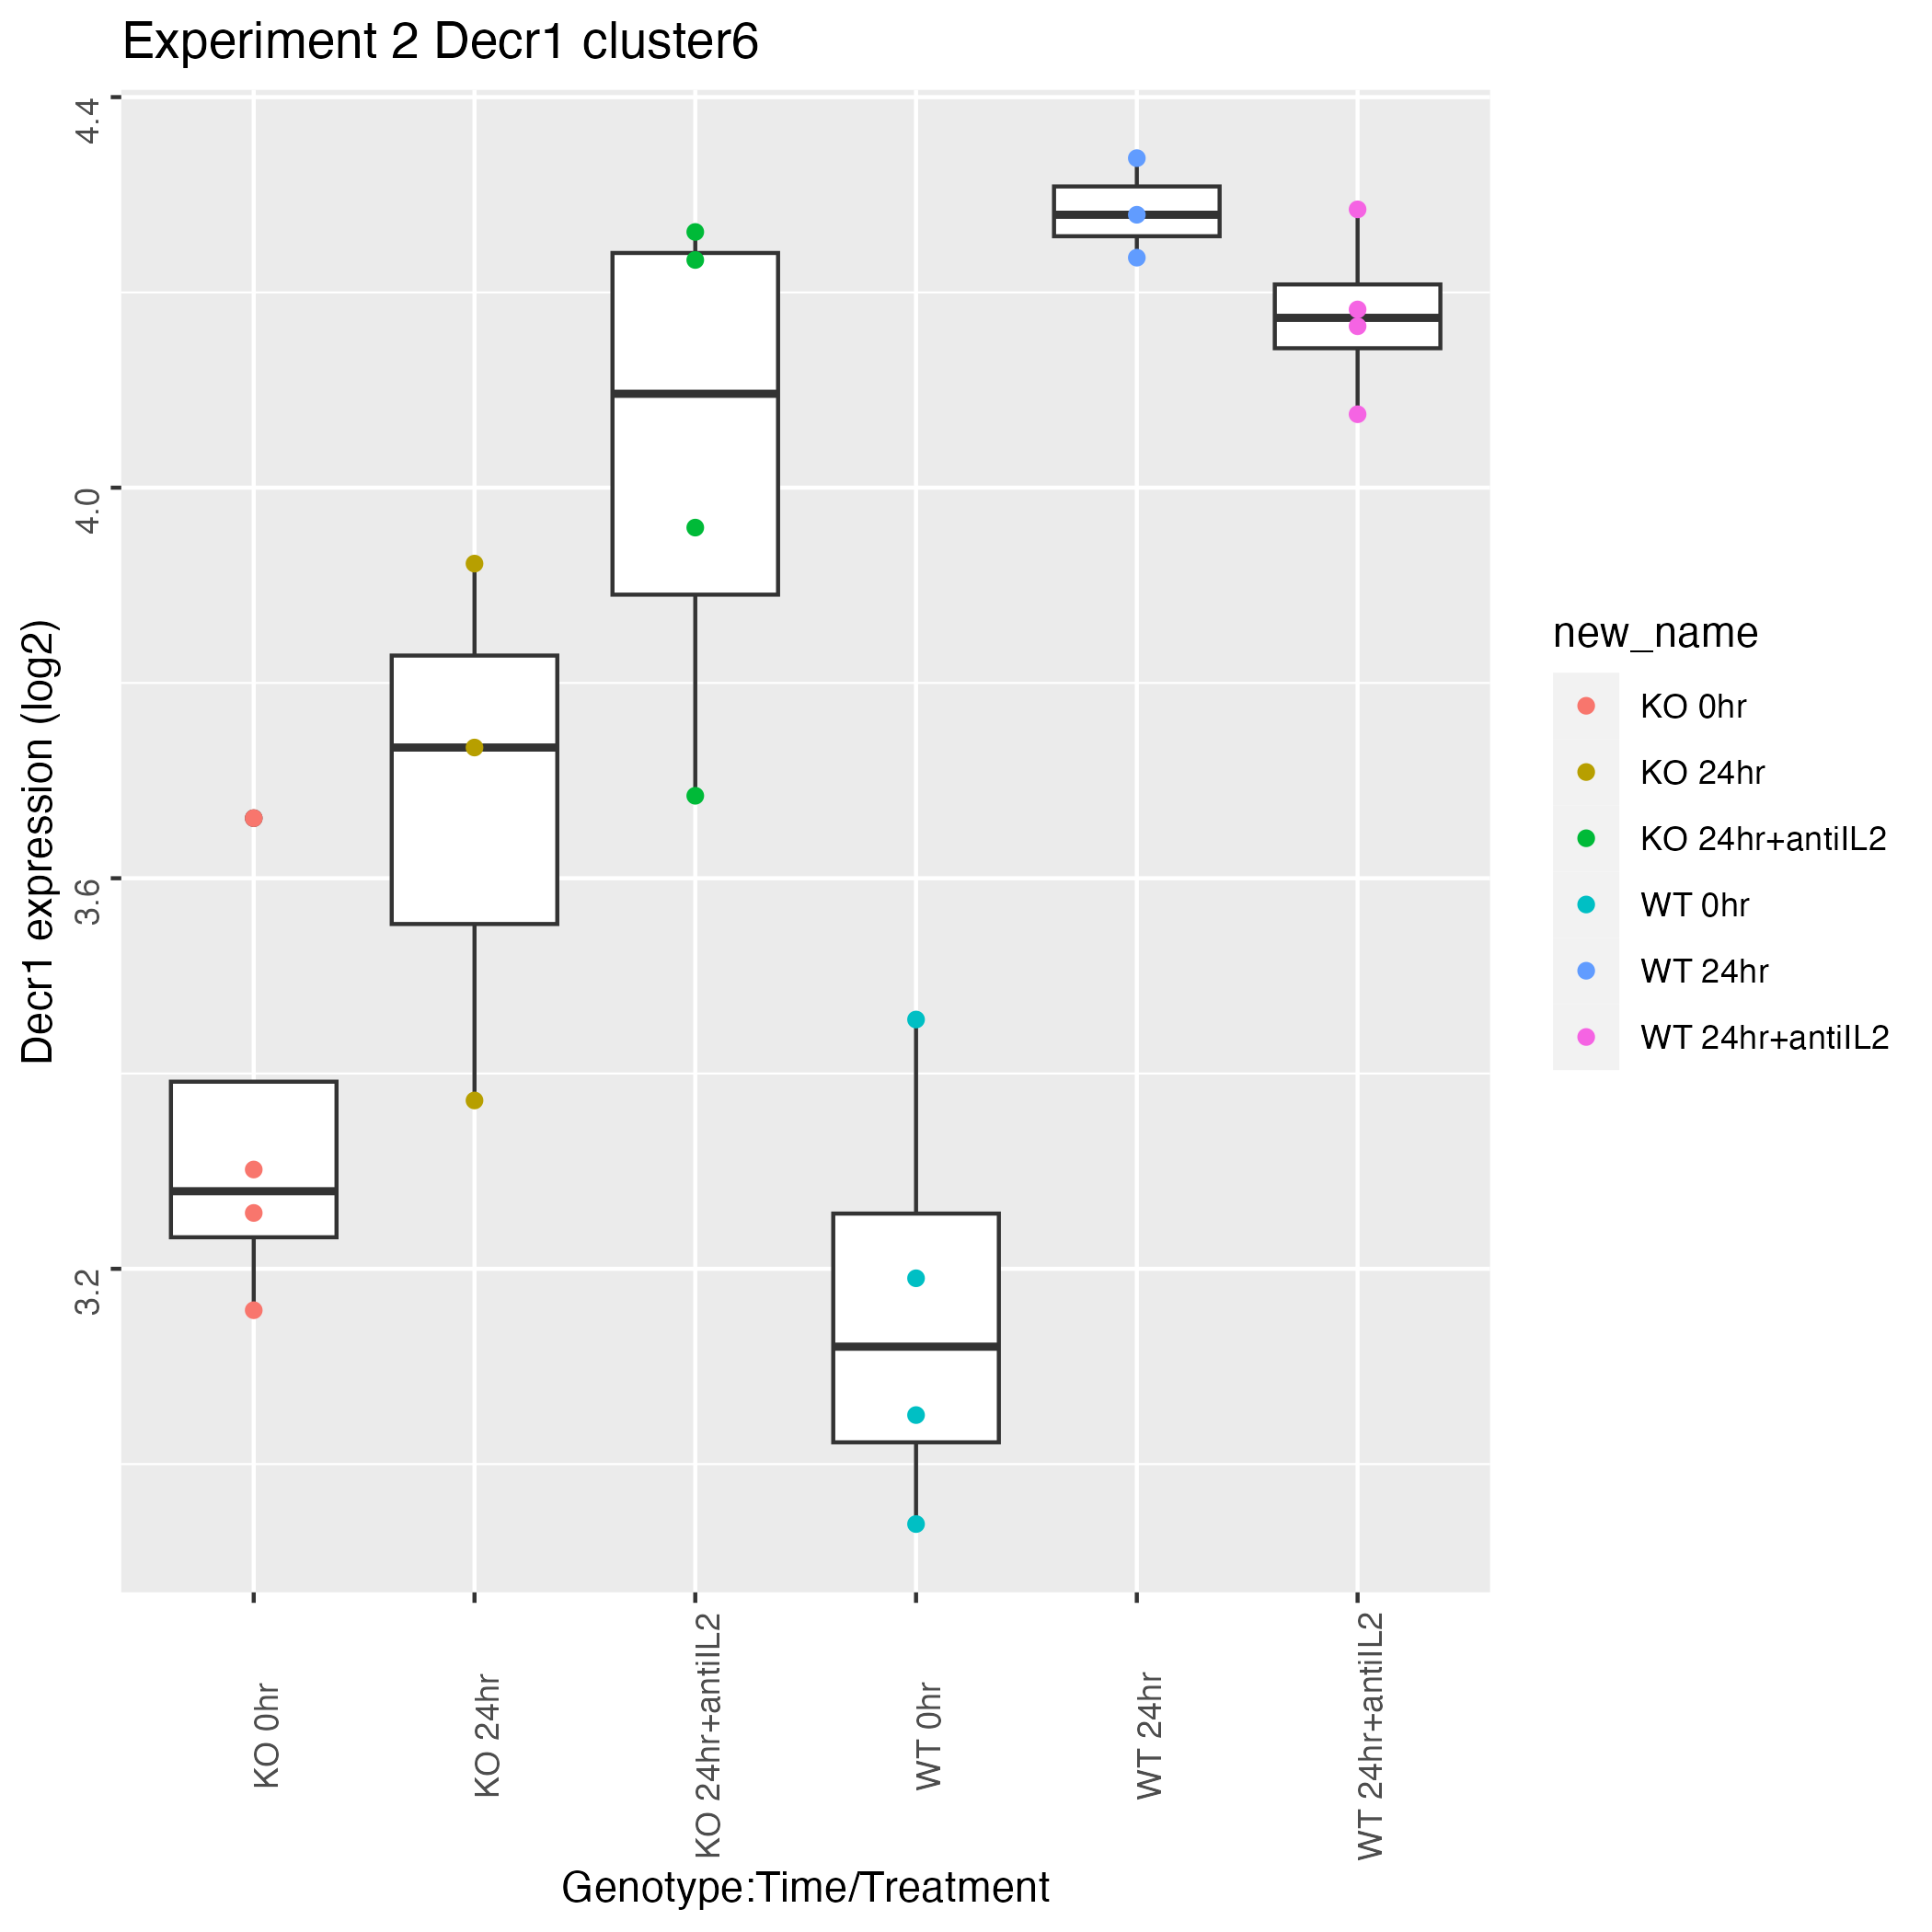 Experiment 2 Decr1 cluster6
Decr1 expression (log2)
4.4
4.0
3.6
3.2
KO 0hr
KO 24hr
KO 24hr+antiIL2
WT 0hr
WT 24hr
WT 24hr+antiIL2
Genotype:Time/Treatment
new_name
KO 0hr
KO 24hr
KO 24hr+antiIL2
WT 0hr
WT 24hr
WT 24hr+antiIL2